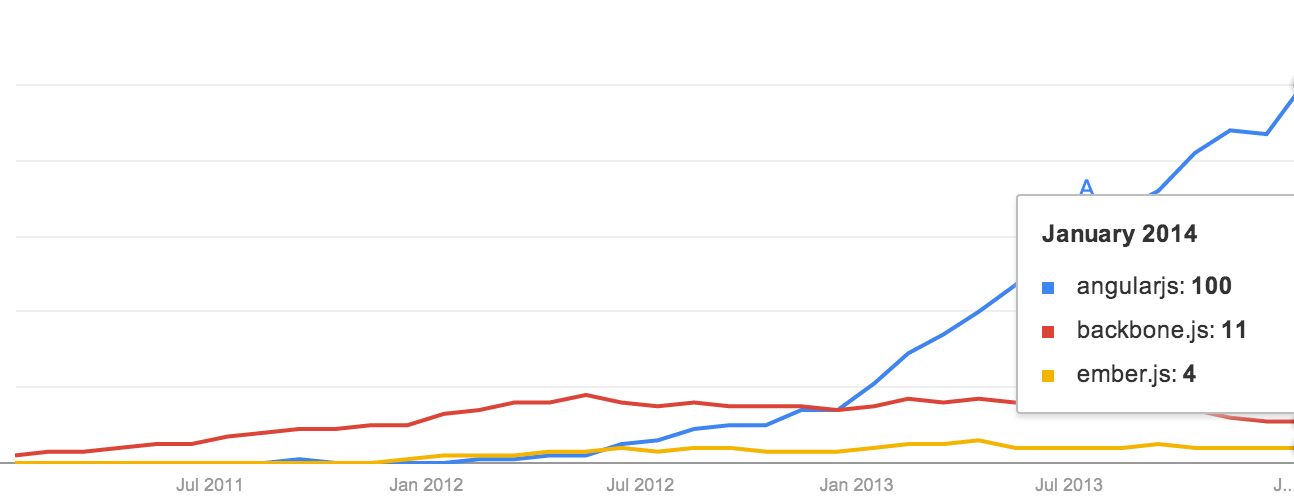 A
January 2014
angularjs: 100
backbone.js: 11
ember.js: 4
Jul 2011 Jan 2012 Jul 2012 Jan 2013 Jul 2013 J...